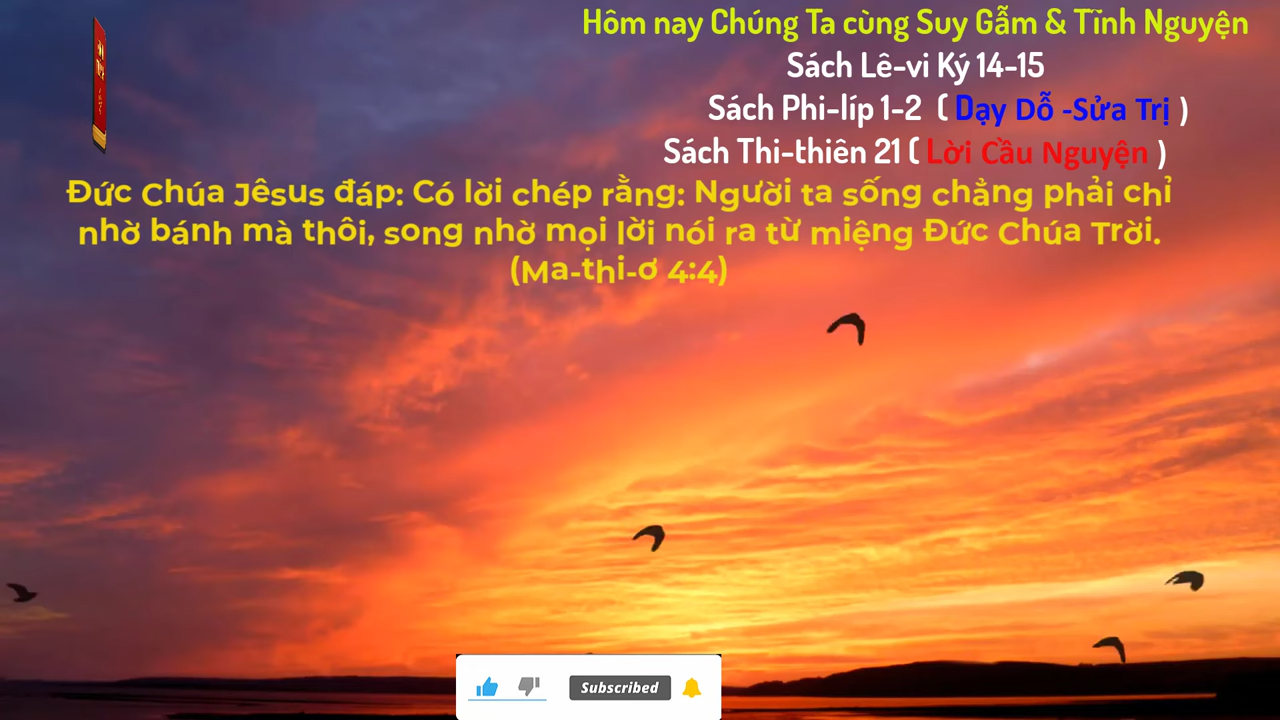 Hôm nay Chúng Ta cùng Suy Gẫm & Tĩnh Nguyện
Sách Lê-vi Ký 14-15
Sách Phi-líp 1-2 ( Dạy Dỗ -Sửa Trị )
Sách Thi-thiên 21 ( Lời Cầu Nguyện )
Đức Chúa Jêsus đáp: Có lời chép rằng: Người ta sống chẳng phải chỉ
nhờ bánh mà thôi, song nhờ mọi lời nói ra từ miệng Đức Chúa Trời.
(Ma-thi-ơ 4:4)
Subscribed